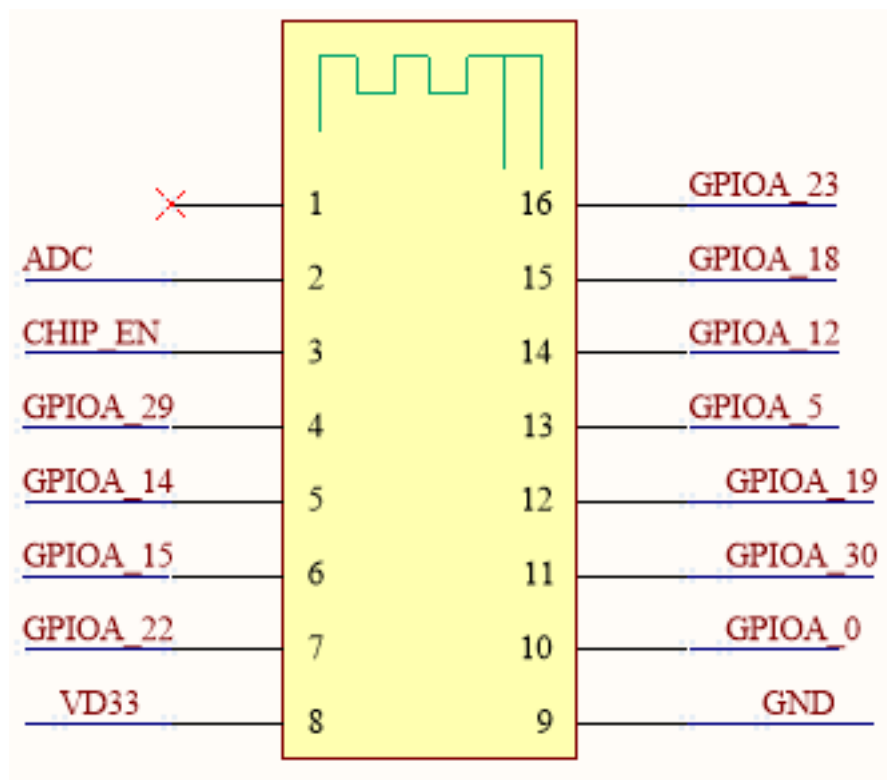 1 16 GPIOA_23
ADC 2 15 GPIOA_18
CHIP_EN 3 14 GPIOA_12
GPIOA_29 4 13 GPIOA_5
GPIOA_14 5 12 GPIOA_19
GPIOA_15 6 11 GPIOA_30
GPIOA_22 7 10 GPIOA_0
VD33 8 9 GND